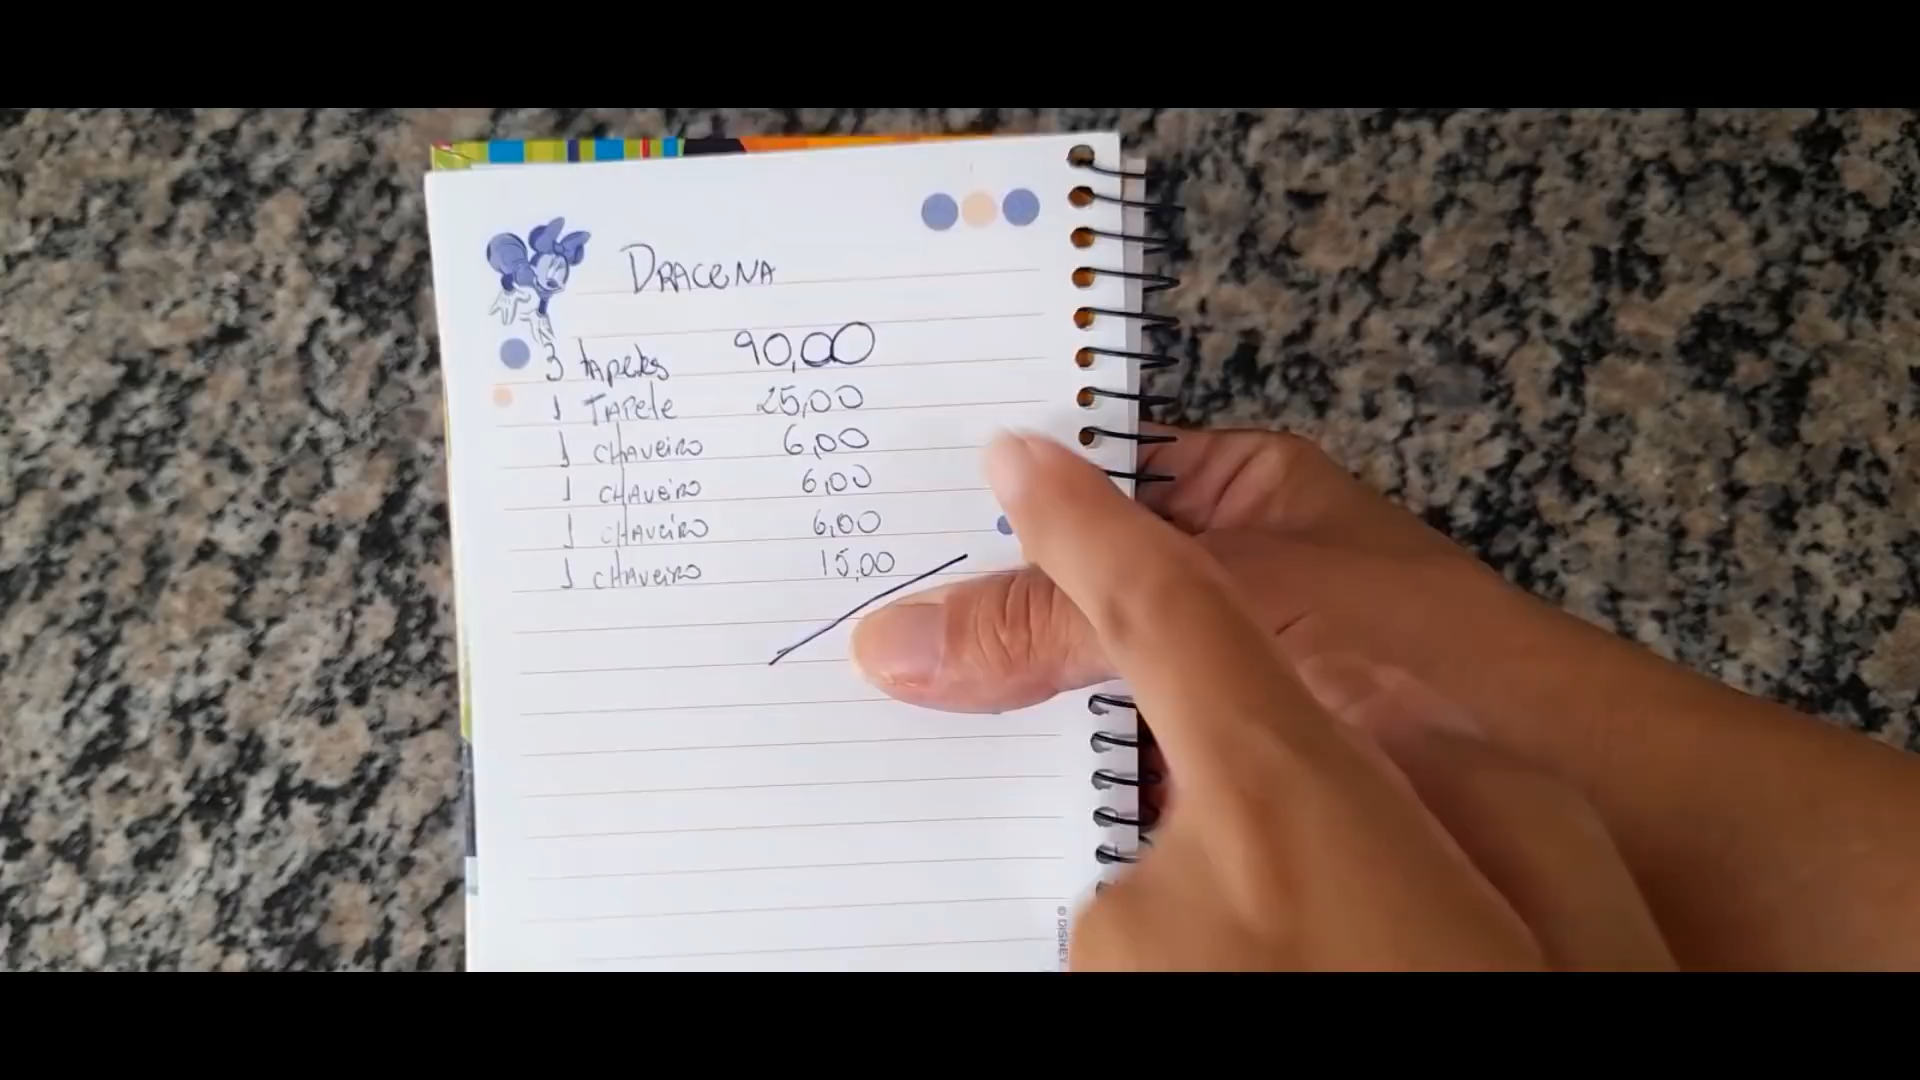 DRACENA
3 tapetes 90,00
1 TAPete 25,00
1 CHAVEIRO 6,00
1 CHAVEIRO 6,00
1 CHAVEIRO 6,00
1 CHAVEIRO 15,00
© DISNEY